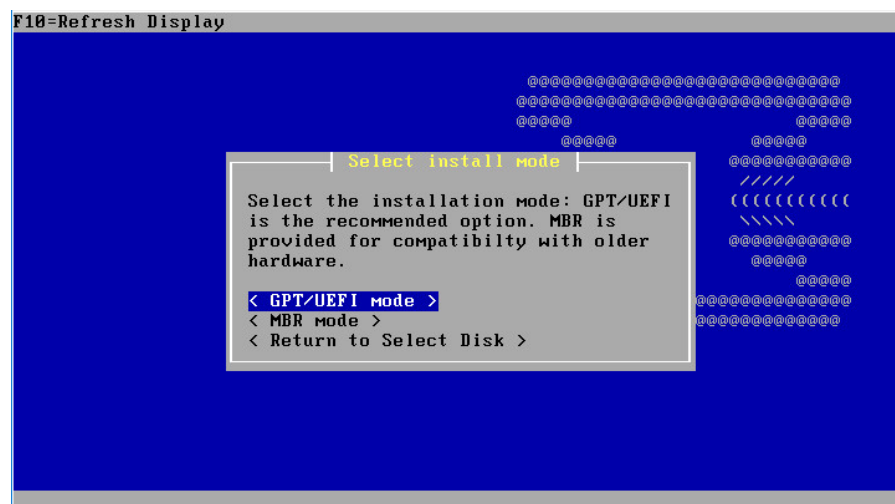 F10=Refresh Display
Select install mode
Select the installation mode: GPT/UEFI
is the recommended option. MBR is
provided for compatibilty with older
hardware.
< GPT/UEFI mode >
< MBR mode >
< Return to Select Disk >